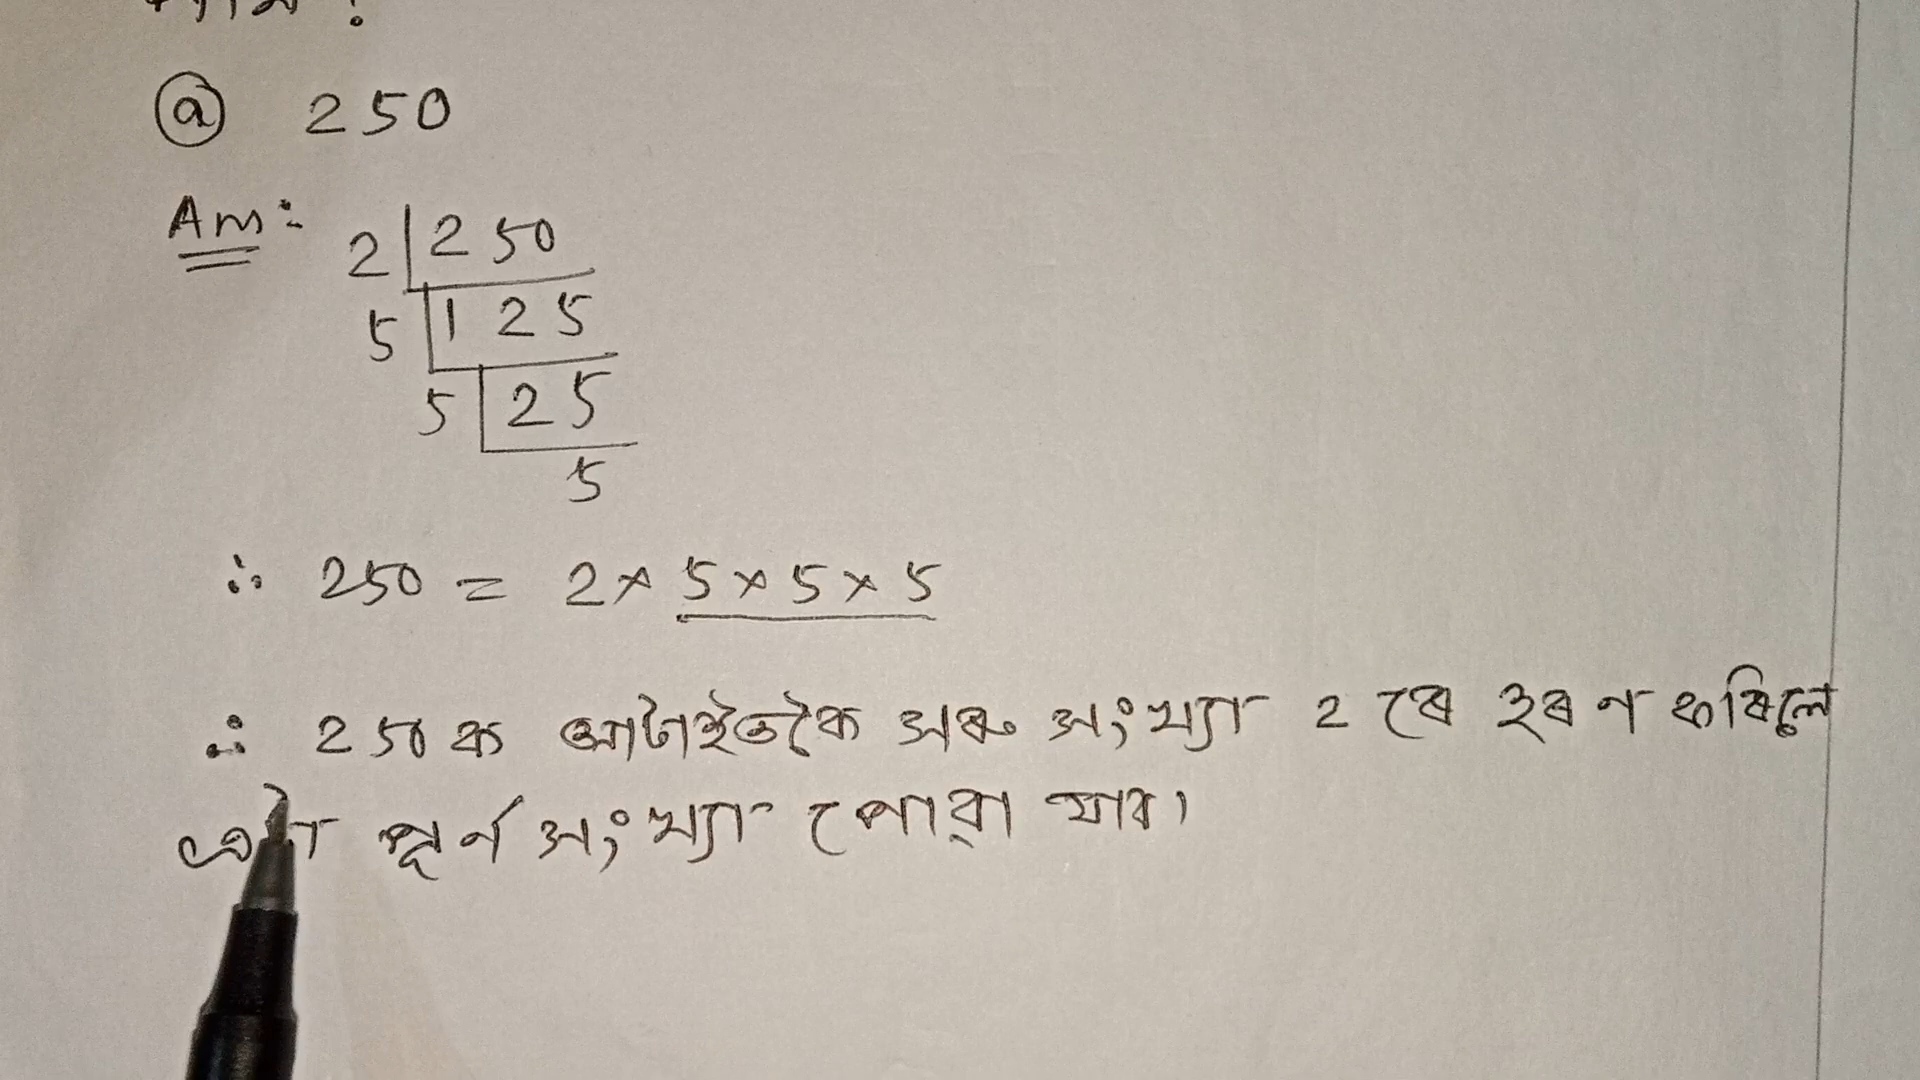 ⓐ 250
Ans:
2 | 250
5 | 125
5 | 25
5
∴ 250 = 2 × 5 × 5 × 5
∴ 250 ক আটাইতকৈ সৰু সংখ্যা 2 ৰে হৰণ কৰিলে
পূৰ্ন সংখ্যা পোৱা যাব।